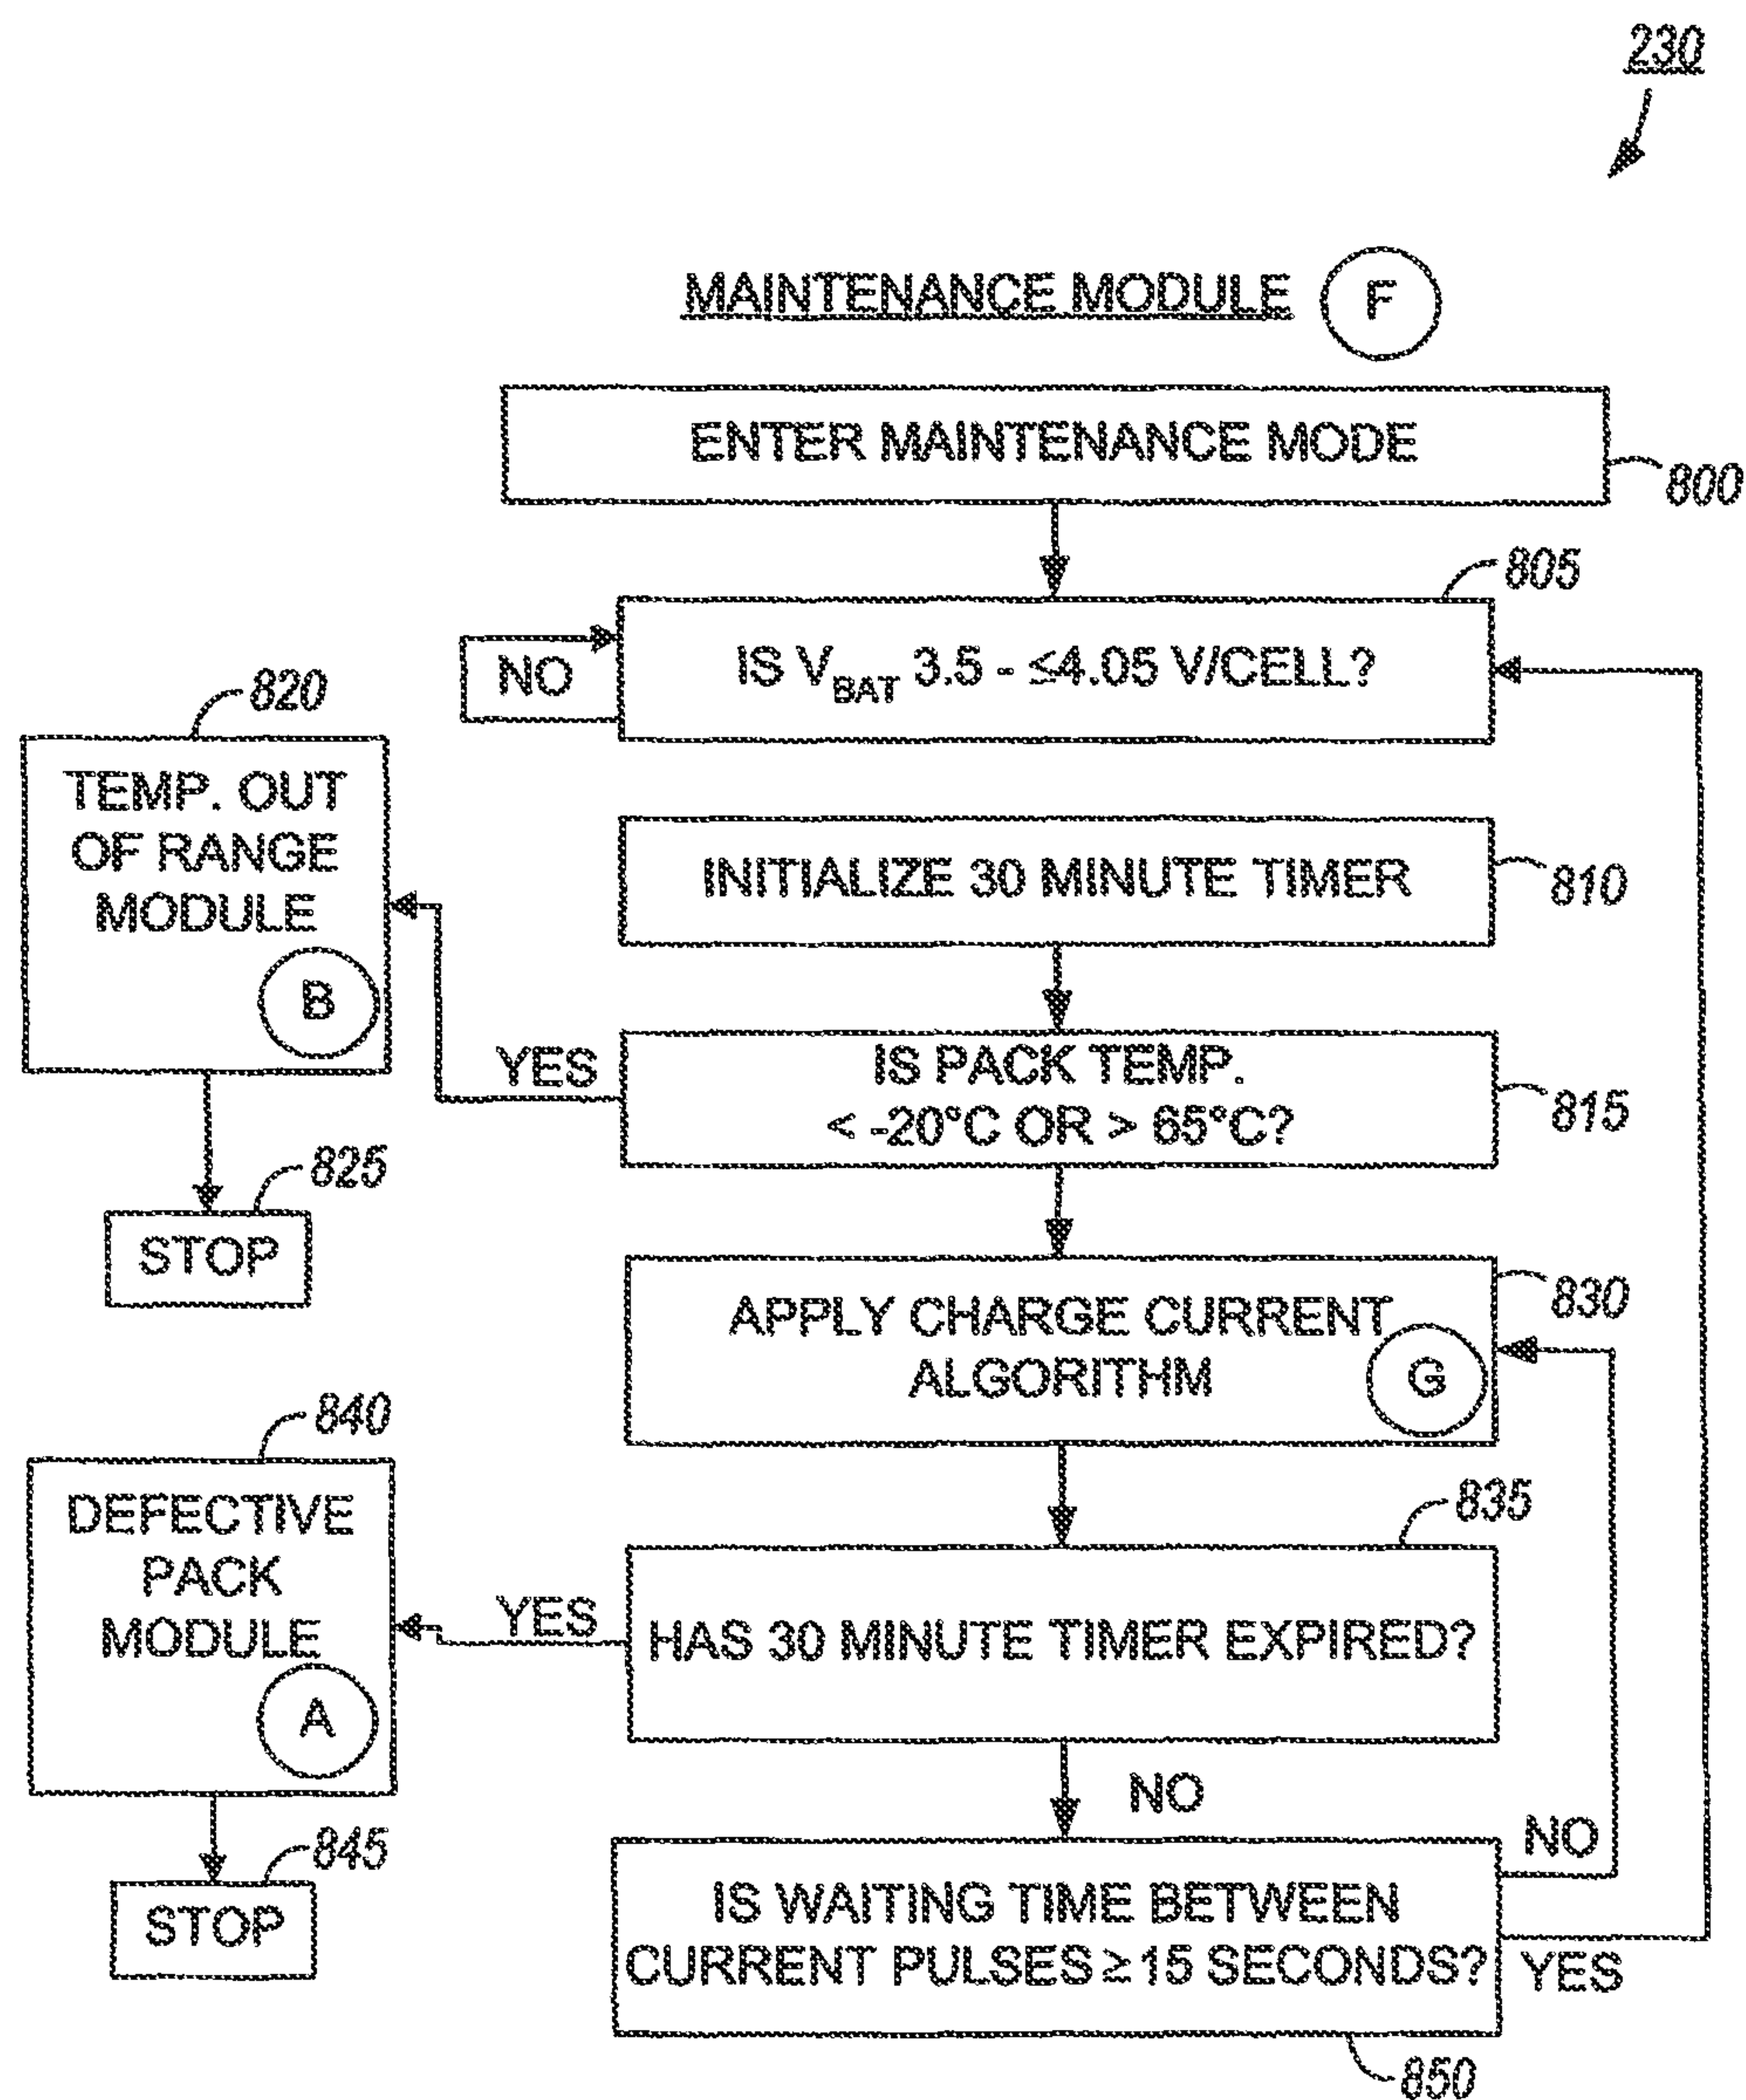 230
MAINTENANCE MODULE F
ENTER MAINTENANCE MODE
800
805
IS VBAT 3.5 - ≤4.05 V/CELL?
NO
820
TEMP. OUT
OF RANGE
MODULE
B
INITIALIZE 30 MINUTE TIMER
810
YES
IS PACK TEMP.
< -20°C OR > 65°C?
815
825
STOP
APPLY CHARGE CURRENT
ALGORITHM
G
830
840
DEFECTIVE
PACK
MODULE
A
835
YES
HAS 30 MINUTE TIMER EXPIRED?
NO
845
STOP
IS WAITING TIME BETWEEN
CURRENT PULSES ≥ 15 SECONDS?
NO
YES
850